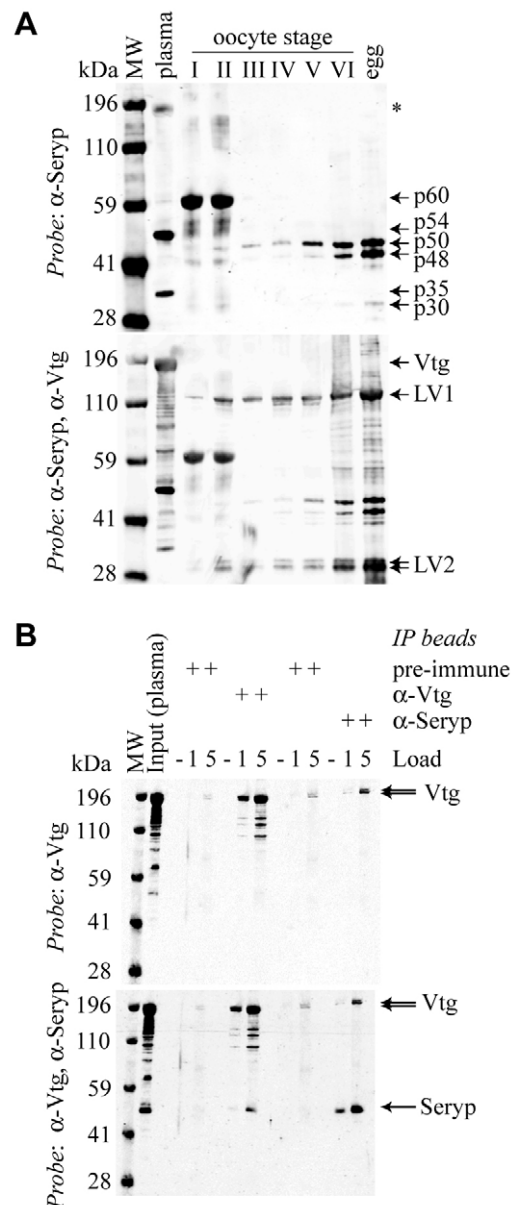 A
oocyte stage
kDa MW plasma I II III IV V VI egg
Probe: α-Seryp
196 *
110
59 p60
p54
p50
41 p48
p35
28 p30
Probe: α-Seryp, α-Vtg
196 Vtg
110 LV1
59
41
28 LV2
B
IP beads
++ ++ pre-immune
++ α-Vtg
++ α-Seryp
kDa MW Input (plasma) - 1 5 - 1 5 - 1 5 - 1 5 Load
Probe: α-Vtg
196 Vtg
110
59
41
28
Probe: α-Vtg, α-Seryp
196 Vtg
110
59 Seryp
41
28